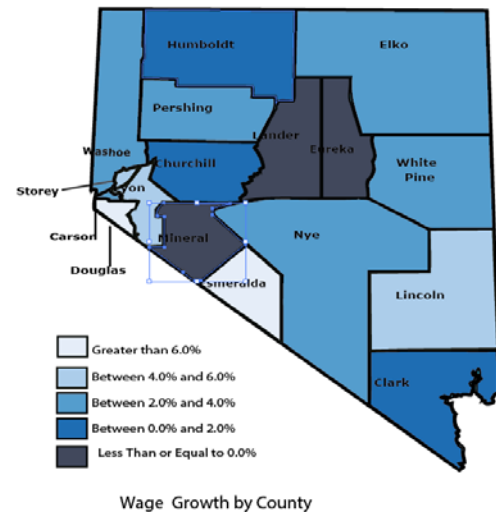 Humboldt
Elko
Pershing
Lander
Eureka
Washoe
Churchill
White
Pine
Storey
yon
Carson
Mineral
Nye
Douglas
smeralda
Lincoln
Clark
Greater than 6.0%
Between 4.0% and 6.0%
Between 2.0% and 4.0%
Between 0.0% and 2.0%
Less Than or Equal to 0.0%
Wage Growth by County